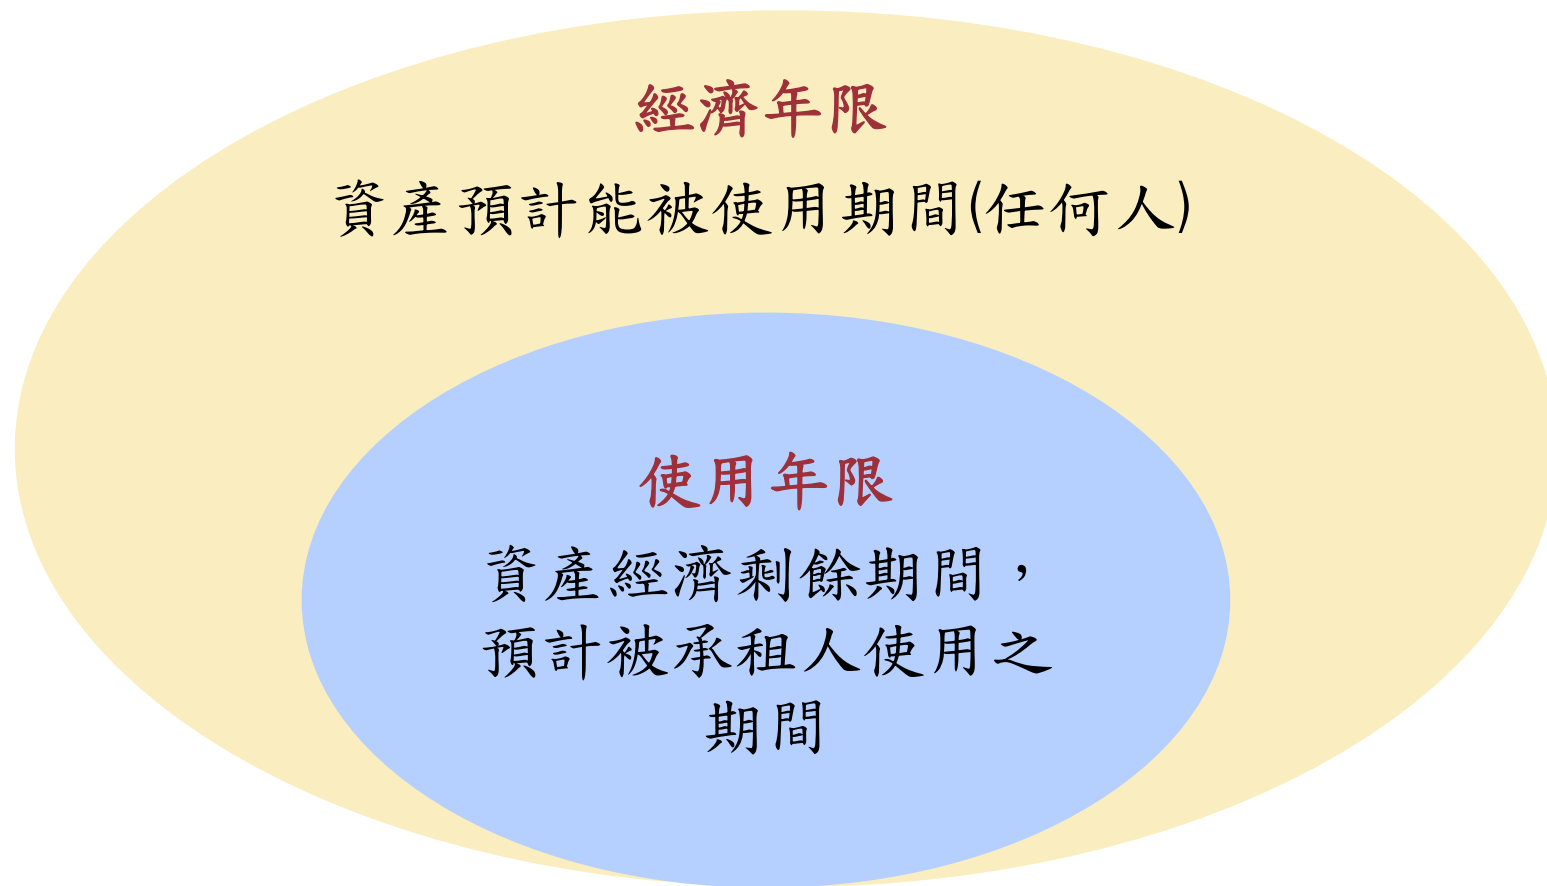 經濟年限
資產預計能被使用期間(任何人)
使用年限
資產經濟剩餘期間，
預計被承租人使用之
期間